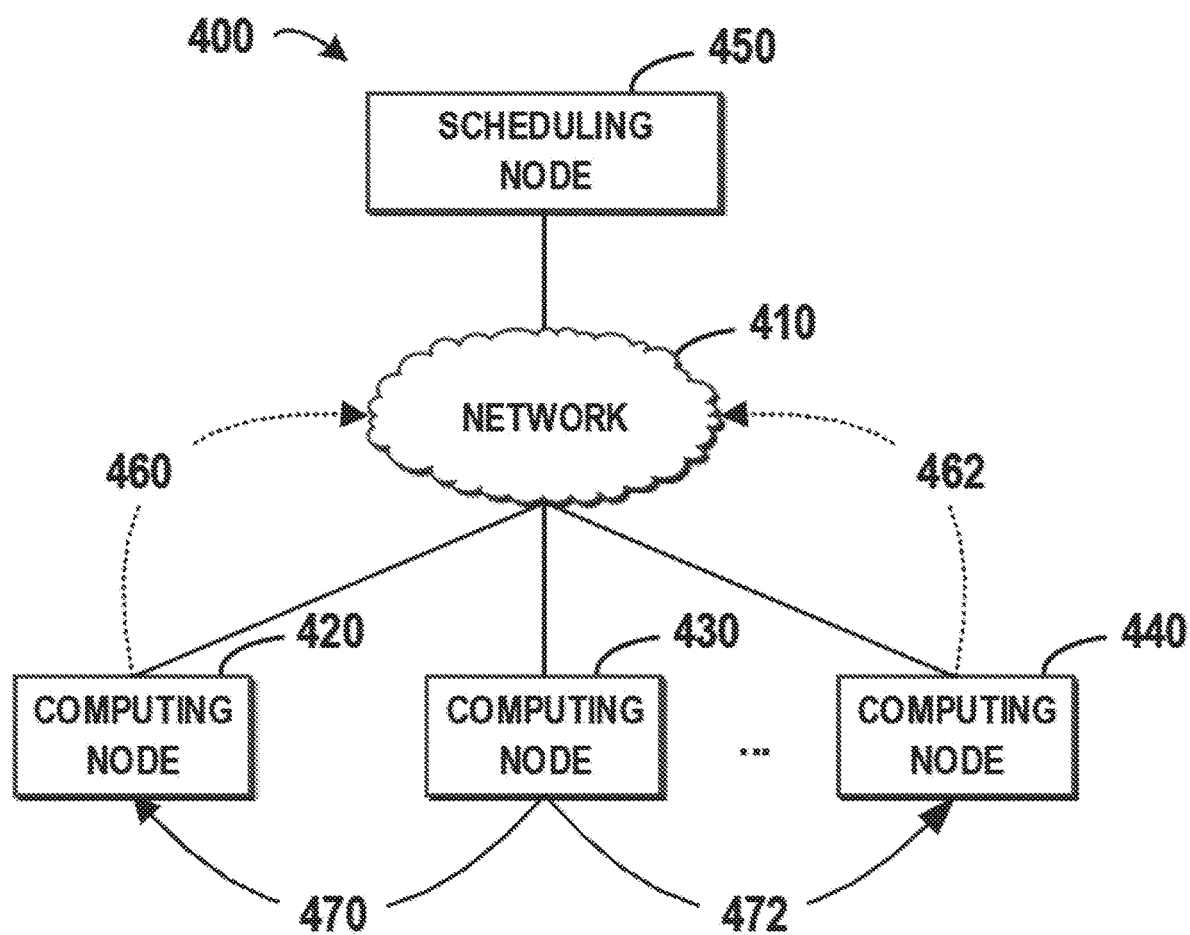 400
450
SCHEDULING
NODE
410
NETWORK
460
462
420
430
440
COMPUTING
NODE
COMPUTING
NODE
...
COMPUTING
NODE
470
472